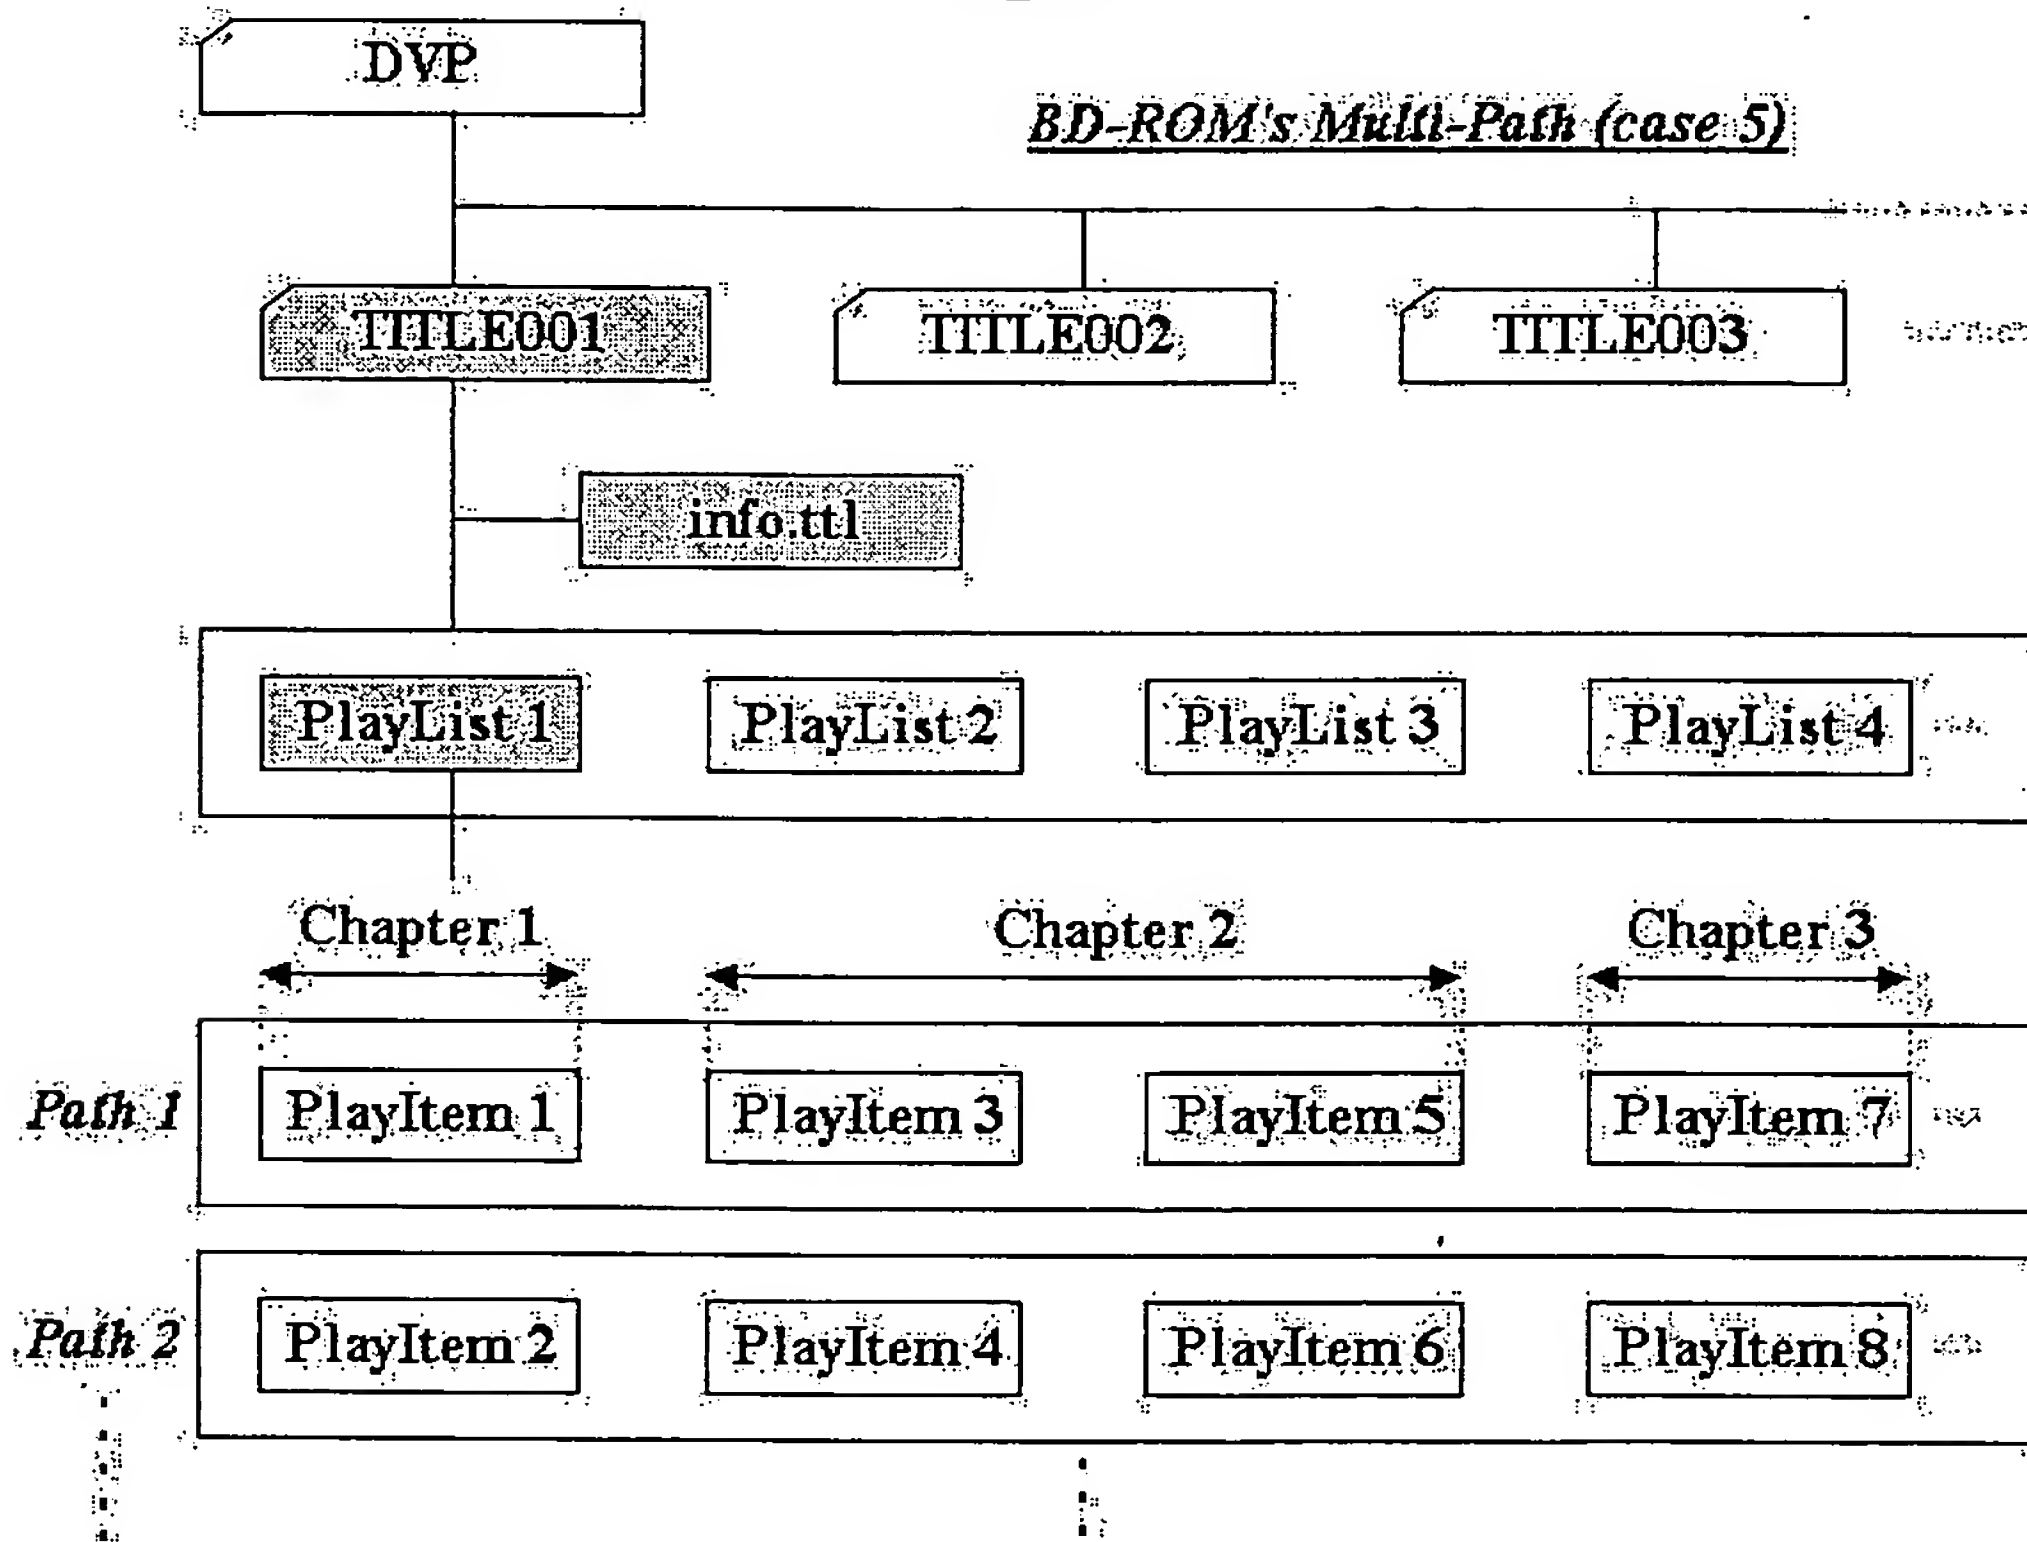 DVP
BD-ROM's Multi-Path (case 5)
TITLE001
TITLE002
TITLE003
info.ttl
PlayList 1
PlayList 2
PlayList 3
PlayList 4
Chapter 1
Chapter 2
Chapter 3
Path 1
PlayItem 1
PlayItem 3
PlayItem 5
PlayItem 7
Path 2
PlayItem 2
PlayItem 4
PlayItem 6
PlayItem 8